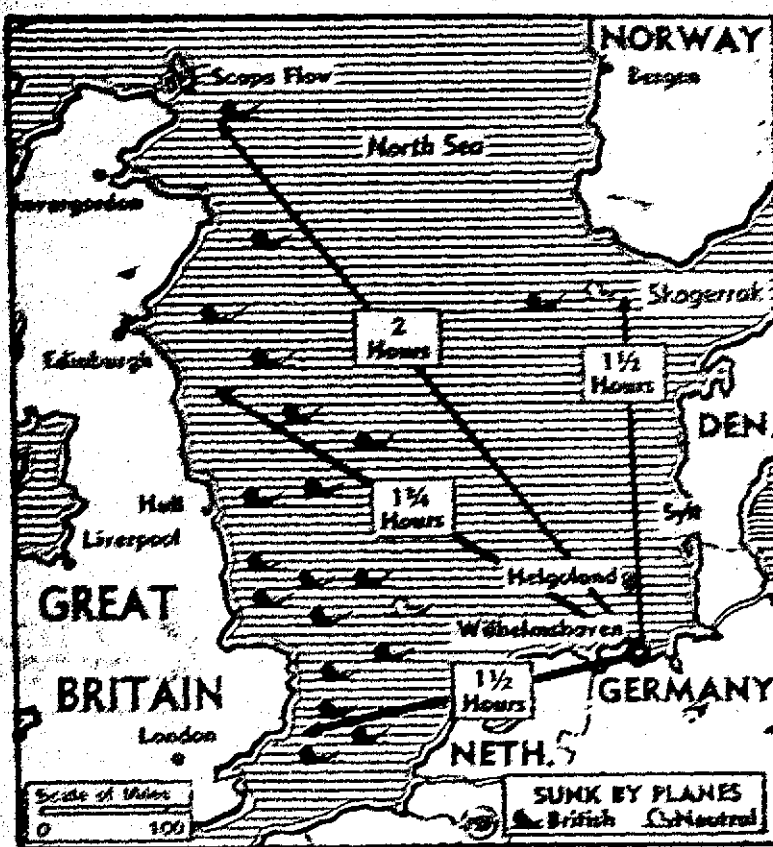 NORWAY
Bergen
Scapa Flow
North Sea
Invergordon
Skagerrak
2
Hours
1½
Hours
Edinburgh
DEN.
1¾
Hours
Hull
Sylt
Liverpool
Helgoland
GREAT
Wilhelmshaven
BRITAIN
1½
Hours
GERMANY
London
NETH.
Scale of Miles
0 100
SUNK BY PLANES
British Neutral